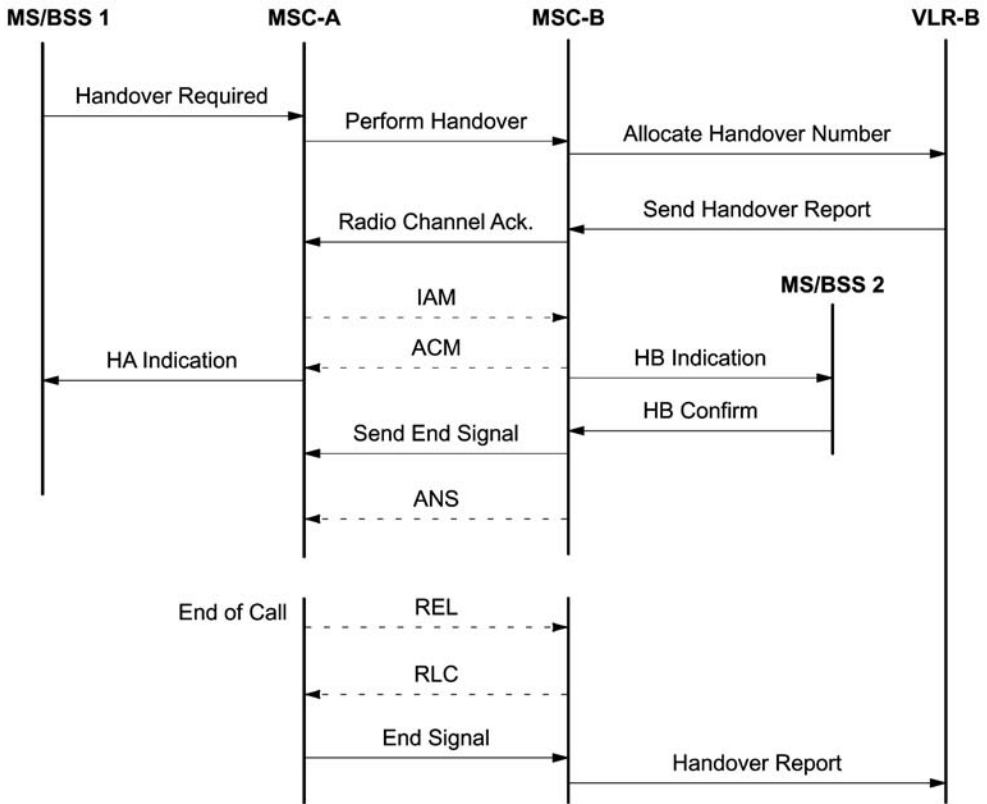 MS/BSS 1
MSC-A
MSC-B
VLR-B
Handover Required
Perform Handover
Allocate Handover Number
Send Handover Report
Radio Channel Ack.
MS/BSS 2
IAM
ACM
HA Indication
HB Indication
HB Confirm
Send End Signal
ANS
End of Call
REL
RLC
End Signal
Handover Report